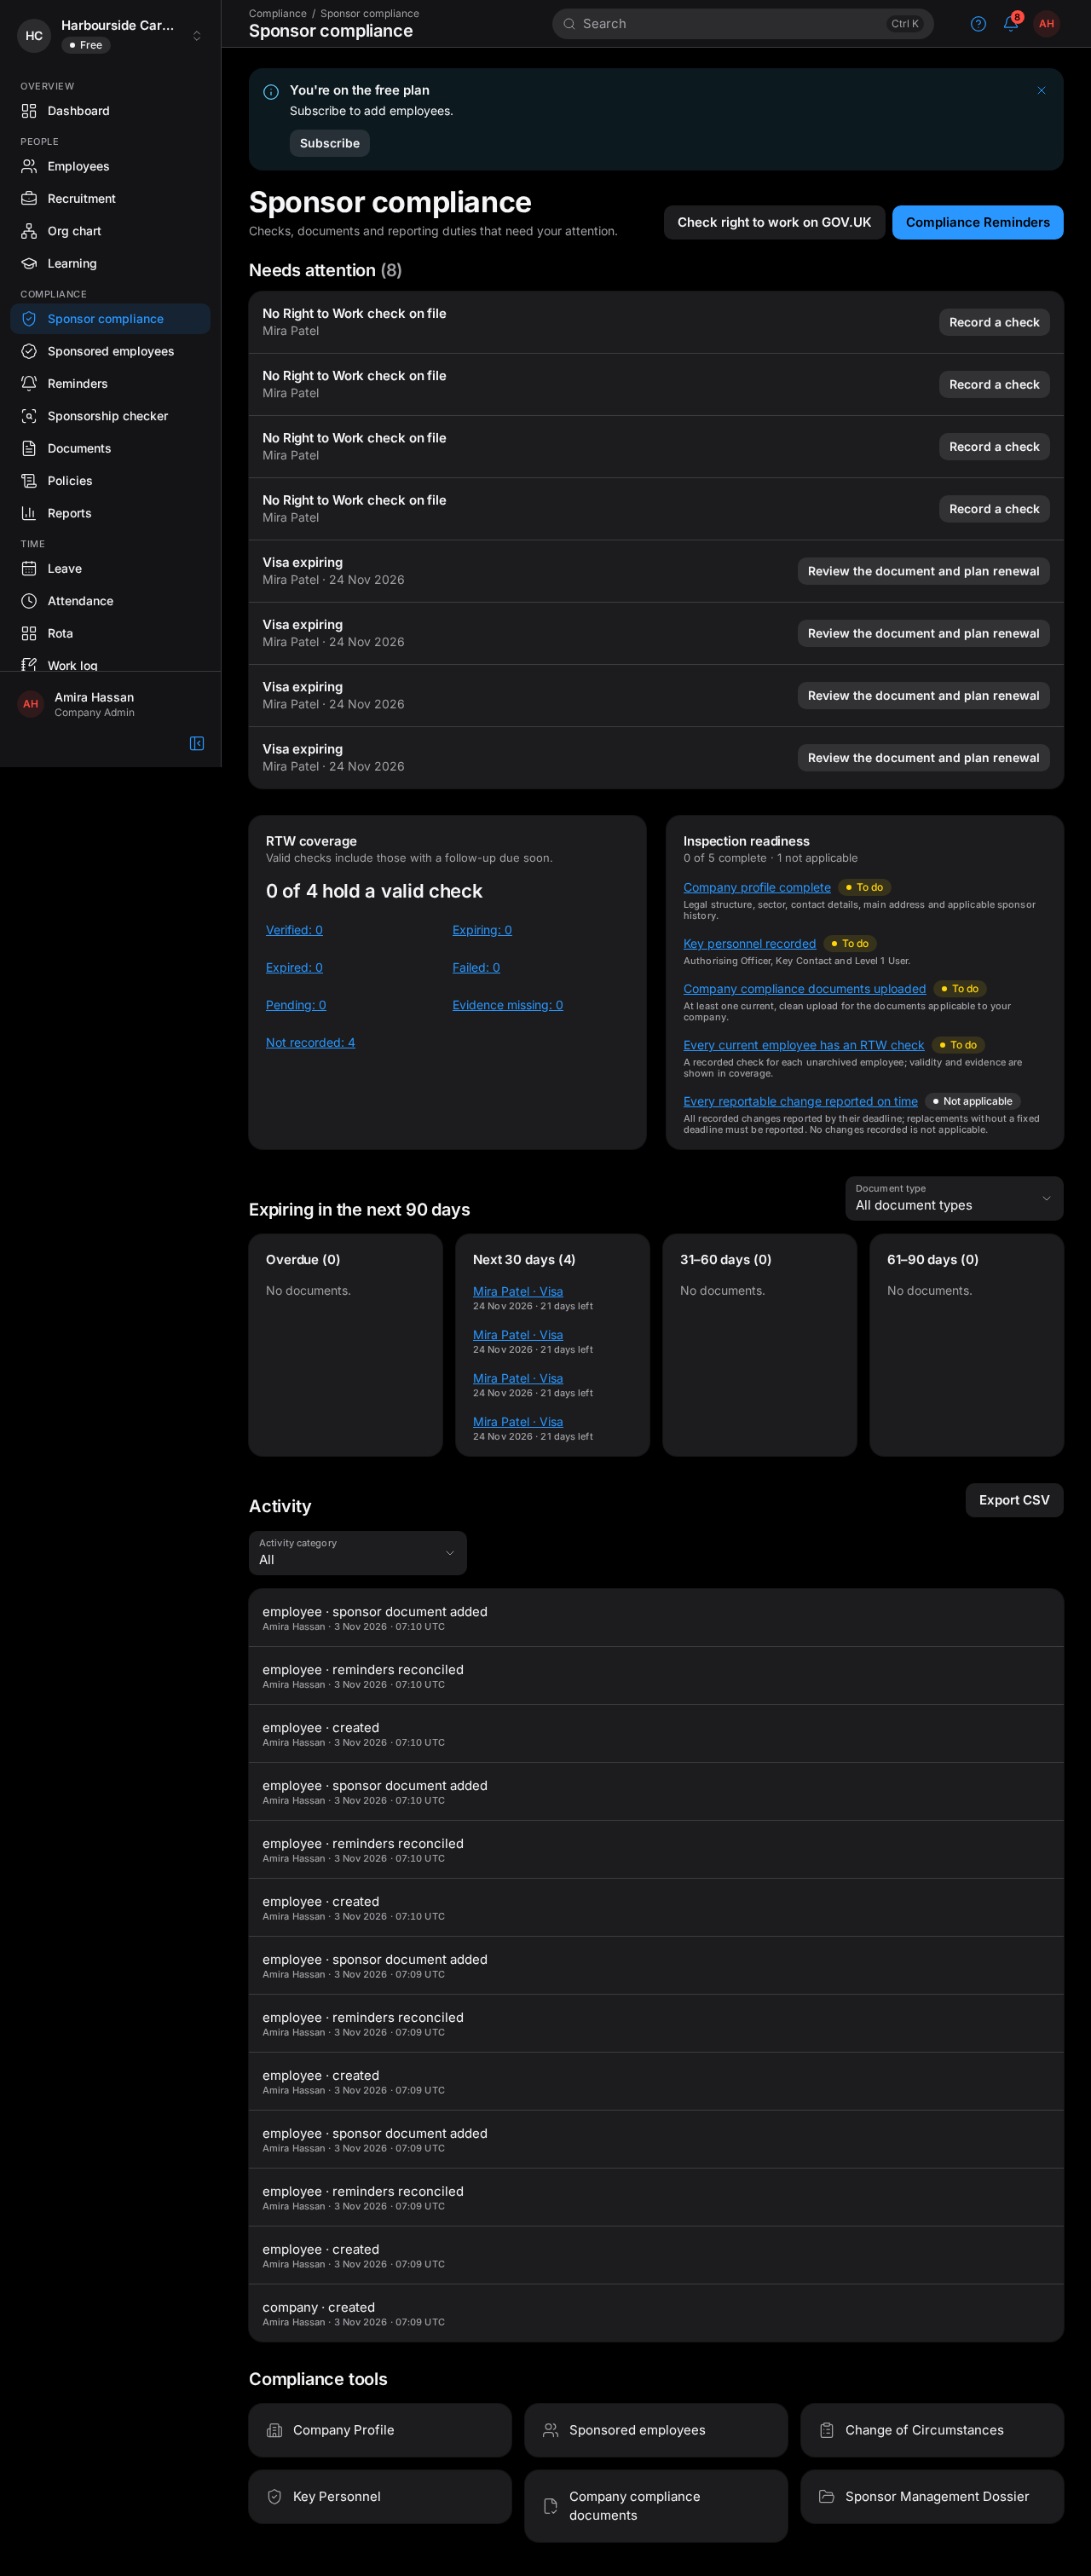 HC
Harbourside Car...
Free
OVERVIEW
Dashboard
PEOPLE
Employees
Recruitment
Org chart
Learning
COMPLIANCE
Sponsor compliance
Sponsored employees
Reminders
Sponsorship checker
Documents
Policies
Reports
TIME
Leave
Attendance
Rota
Work log
AH
Amira Hassan
Company Admin
Compliance / Sponsor compliance
Sponsor compliance
Search
Ctrl K
8
AH
You're on the free plan
Subscribe to add employees.
Subscribe
Sponsor compliance
Checks, documents and reporting duties that need your attention.
Check right to work on GOV.UK
Compliance Reminders
Needs attention (8)
No Right to Work check on file
Mira Patel
Record a check
No Right to Work check on file
Mira Patel
Record a check
No Right to Work check on file
Mira Patel
Record a check
No Right to Work check on file
Mira Patel
Record a check
Visa expiring
Mira Patel · 24 Nov 2026
Review the document and plan renewal
Visa expiring
Mira Patel · 24 Nov 2026
Review the document and plan renewal
Visa expiring
Mira Patel · 24 Nov 2026
Review the document and plan renewal
Visa expiring
Mira Patel · 24 Nov 2026
Review the document and plan renewal
RTW coverage
Valid checks include those with a follow-up due soon.
0 of 4 hold a valid check
Verified: 0
Expiring: 0
Expired: 0
Failed: 0
Pending: 0
Evidence missing: 0
Not recorded: 4
Inspection readiness
0 of 5 complete · 1 not applicable
Company profile complete
To do
Legal structure, sector, contact details, main address and applicable sponsor
history.
Key personnel recorded
To do
Authorising Officer, Key Contact and Level 1 User.
Company compliance documents uploaded
To do
At least one current, clean upload for the documents applicable to your
company.
Every current employee has an RTW check
To do
A recorded check for each unarchived employee; validity and evidence are
shown in coverage.
Every reportable change reported on time
Not applicable
All recorded changes reported by their deadline; replacements without a fixed
deadline must be reported. No changes recorded is not applicable.
Expiring in the next 90 days
Document type
All document types
Overdue (0)
No documents.
Next 30 days (4)
Mira Patel · Visa
24 Nov 2026 · 21 days left
Mira Patel · Visa
24 Nov 2026 · 21 days left
Mira Patel · Visa
24 Nov 2026 · 21 days left
Mira Patel · Visa
24 Nov 2026 · 21 days left
31–60 days (0)
No documents.
61–90 days (0)
No documents.
Activity
Export CSV
Activity category
All
employee · sponsor document added
Amira Hassan · 3 Nov 2026 · 07:10 UTC
employee · reminders reconciled
Amira Hassan · 3 Nov 2026 · 07:10 UTC
employee · created
Amira Hassan · 3 Nov 2026 · 07:10 UTC
employee · sponsor document added
Amira Hassan · 3 Nov 2026 · 07:10 UTC
employee · reminders reconciled
Amira Hassan · 3 Nov 2026 · 07:10 UTC
employee · created
Amira Hassan · 3 Nov 2026 · 07:10 UTC
employee · sponsor document added
Amira Hassan · 3 Nov 2026 · 07:09 UTC
employee · reminders reconciled
Amira Hassan · 3 Nov 2026 · 07:09 UTC
employee · created
Amira Hassan · 3 Nov 2026 · 07:09 UTC
employee · sponsor document added
Amira Hassan · 3 Nov 2026 · 07:09 UTC
employee · reminders reconciled
Amira Hassan · 3 Nov 2026 · 07:09 UTC
employee · created
Amira Hassan · 3 Nov 2026 · 07:09 UTC
company · created
Amira Hassan · 3 Nov 2026 · 07:09 UTC
Compliance tools
Company Profile
Sponsored employees
Change of Circumstances
Key Personnel
Company compliance
documents
Sponsor Management Dossier